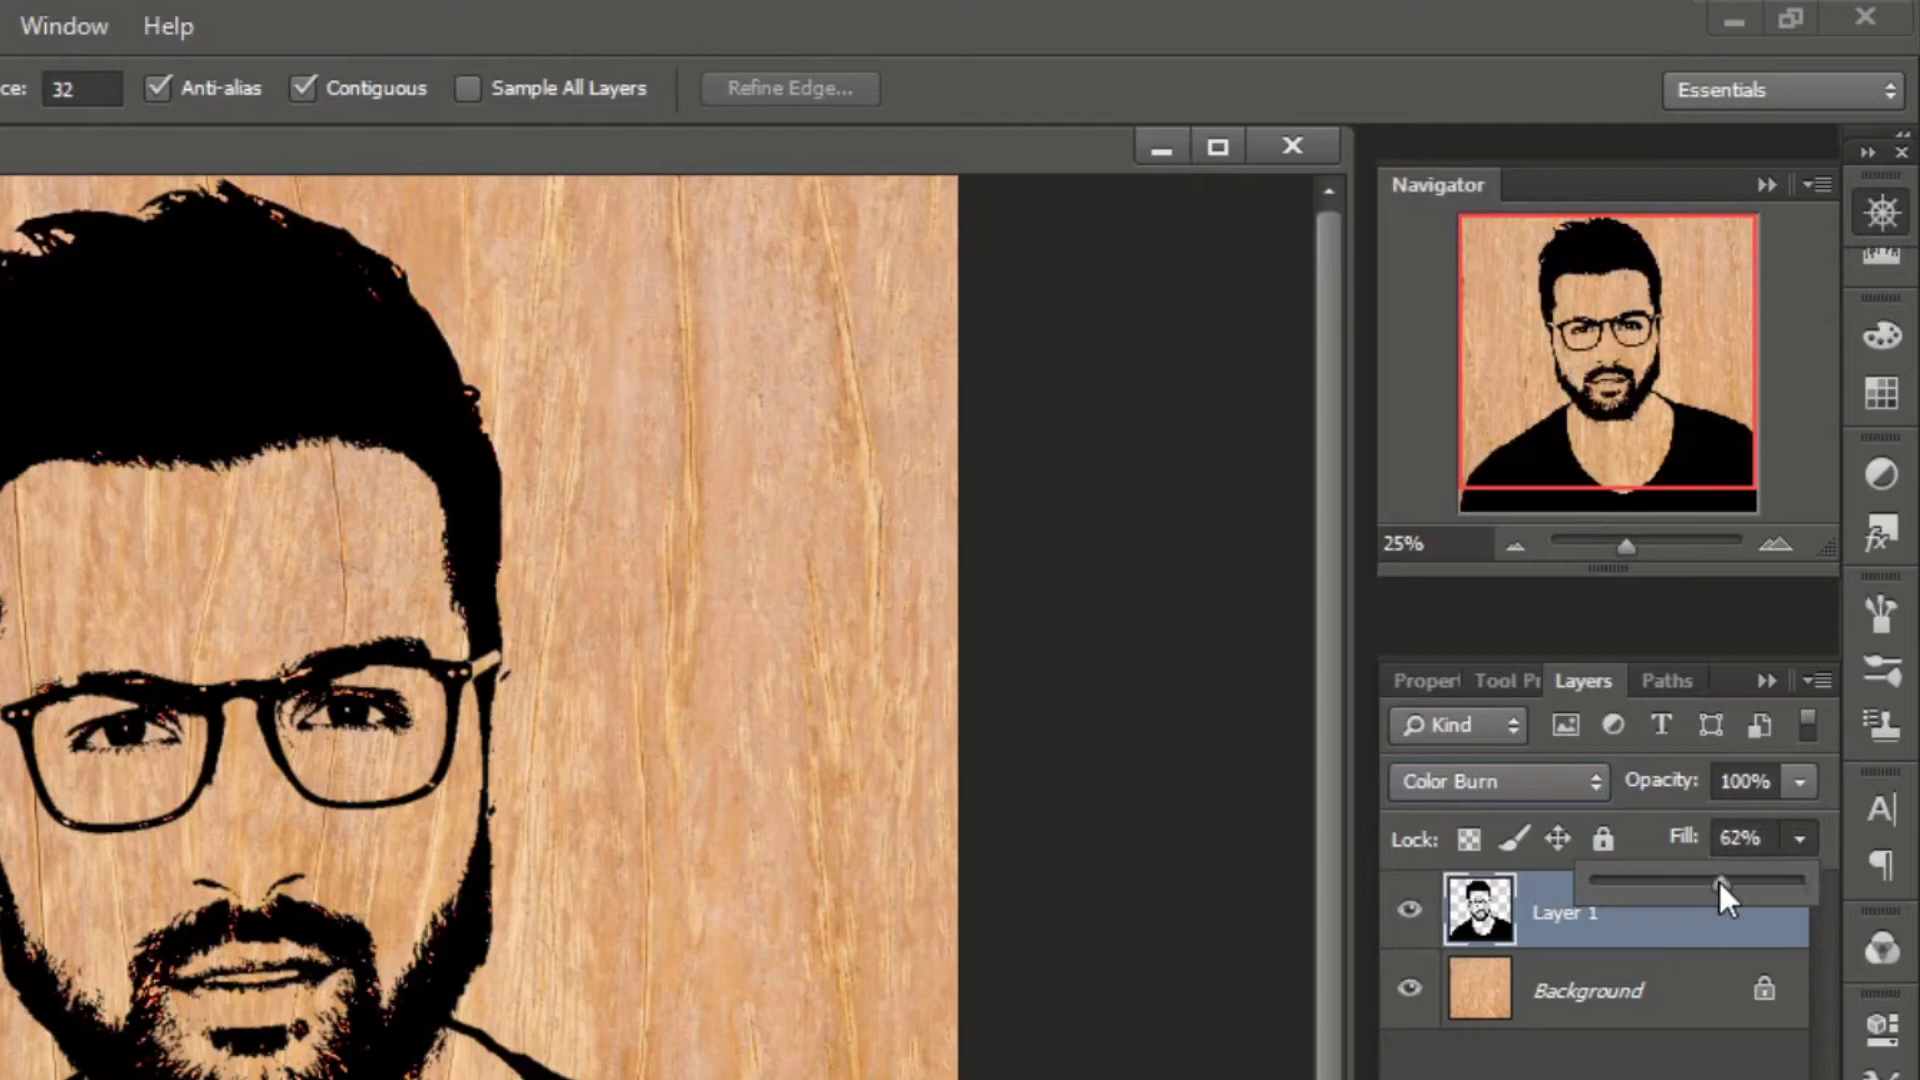 Window Help
ce: 32 Anti-alias Contiguous Sample All Layers Refine Edge... Essentials
Navigator
25%
Propert Tool Pr Layers Paths
Kind
Color Burn Opacity: 100%
Lock: Fill: 62%
Layer 1
Background